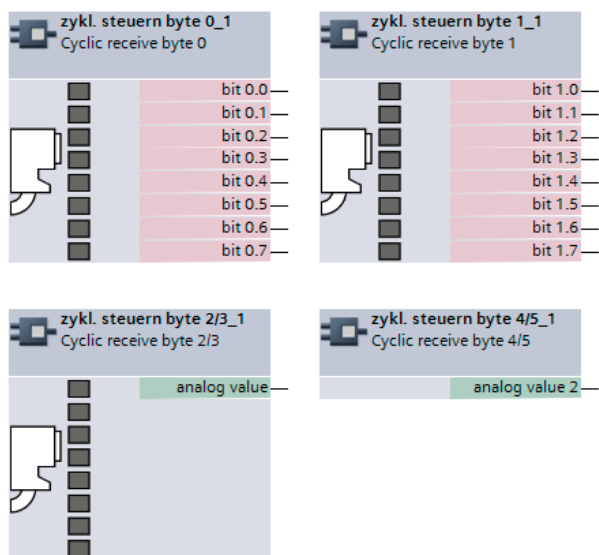 zykl. steuern byte 0_1
Cyclic receive byte 0
bit 0.0
bit 0.1
bit 0.2
bit 0.3
bit 0.4
bit 0.5
bit 0.6
bit 0.7
zykl. steuern byte 1_1
Cyclic receive byte 1
bit 1.0
bit 1.1
bit 1.2
bit 1.3
bit 1.4
bit 1.5
bit 1.6
bit 1.7
zykl. steuern byte 2/3_1
Cyclic receive byte 2/3
analog value
zykl. steuern byte 4/5_1
Cyclic receive byte 4/5
analog value 2